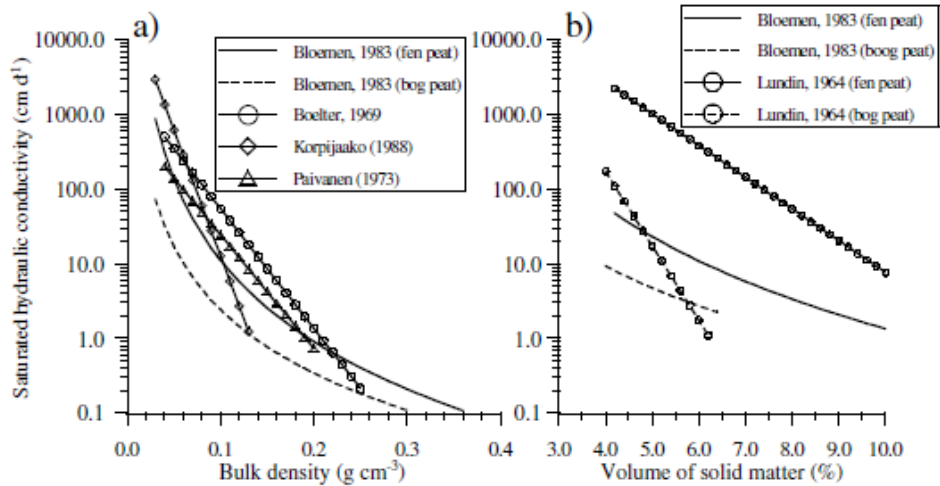 a)
Bloemen, 1983 (fen peat)
Bloemen, 1983 (bog peat)
Boelter, 1969
Korpijaako (1988)
Paivanen (1973)
10000.0
1000.0
100.0
10.0
1.0
0.1
Saturated hydraulic conductivity (cm d¹)
0.0 0.1 0.2 0.3 0.4
Bulk density (g cm⁻³)
b)
Bloemen, 1983 (fen peat)
Bloemen, 1983 (boog peat)
Lundin, 1964 (fen peat)
Lundin, 1964 (bog peat)
10000.0
1000.0
100.0
10.0
1.0
0.1
3.0 4.0 5.0 6.0 7.0 8.0 9.0 10.0
Volume of solid matter (%)